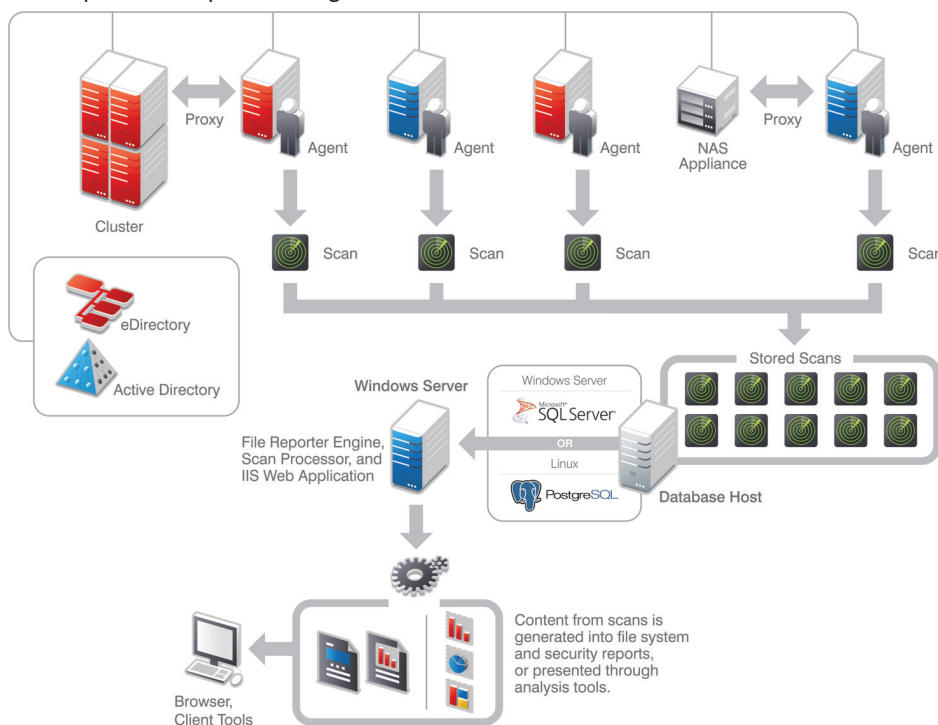 Proxy
Agent
Agent
Agent
NAS
Appliance
Proxy
Agent
Cluster
Scan
Scan
Scan
Scan
eDirectory
Active Directory
Stored Scans
Windows Server
Windows Server
Microsoft®
SQL Server
OR
Linux
PostgreSQL
File Reporter Engine,
Scan Processor, and
IIS Web Application
Database Host
Content from scans is
generated into file system
and security reports,
or presented through
analysis tools.
Browser,
Client Tools